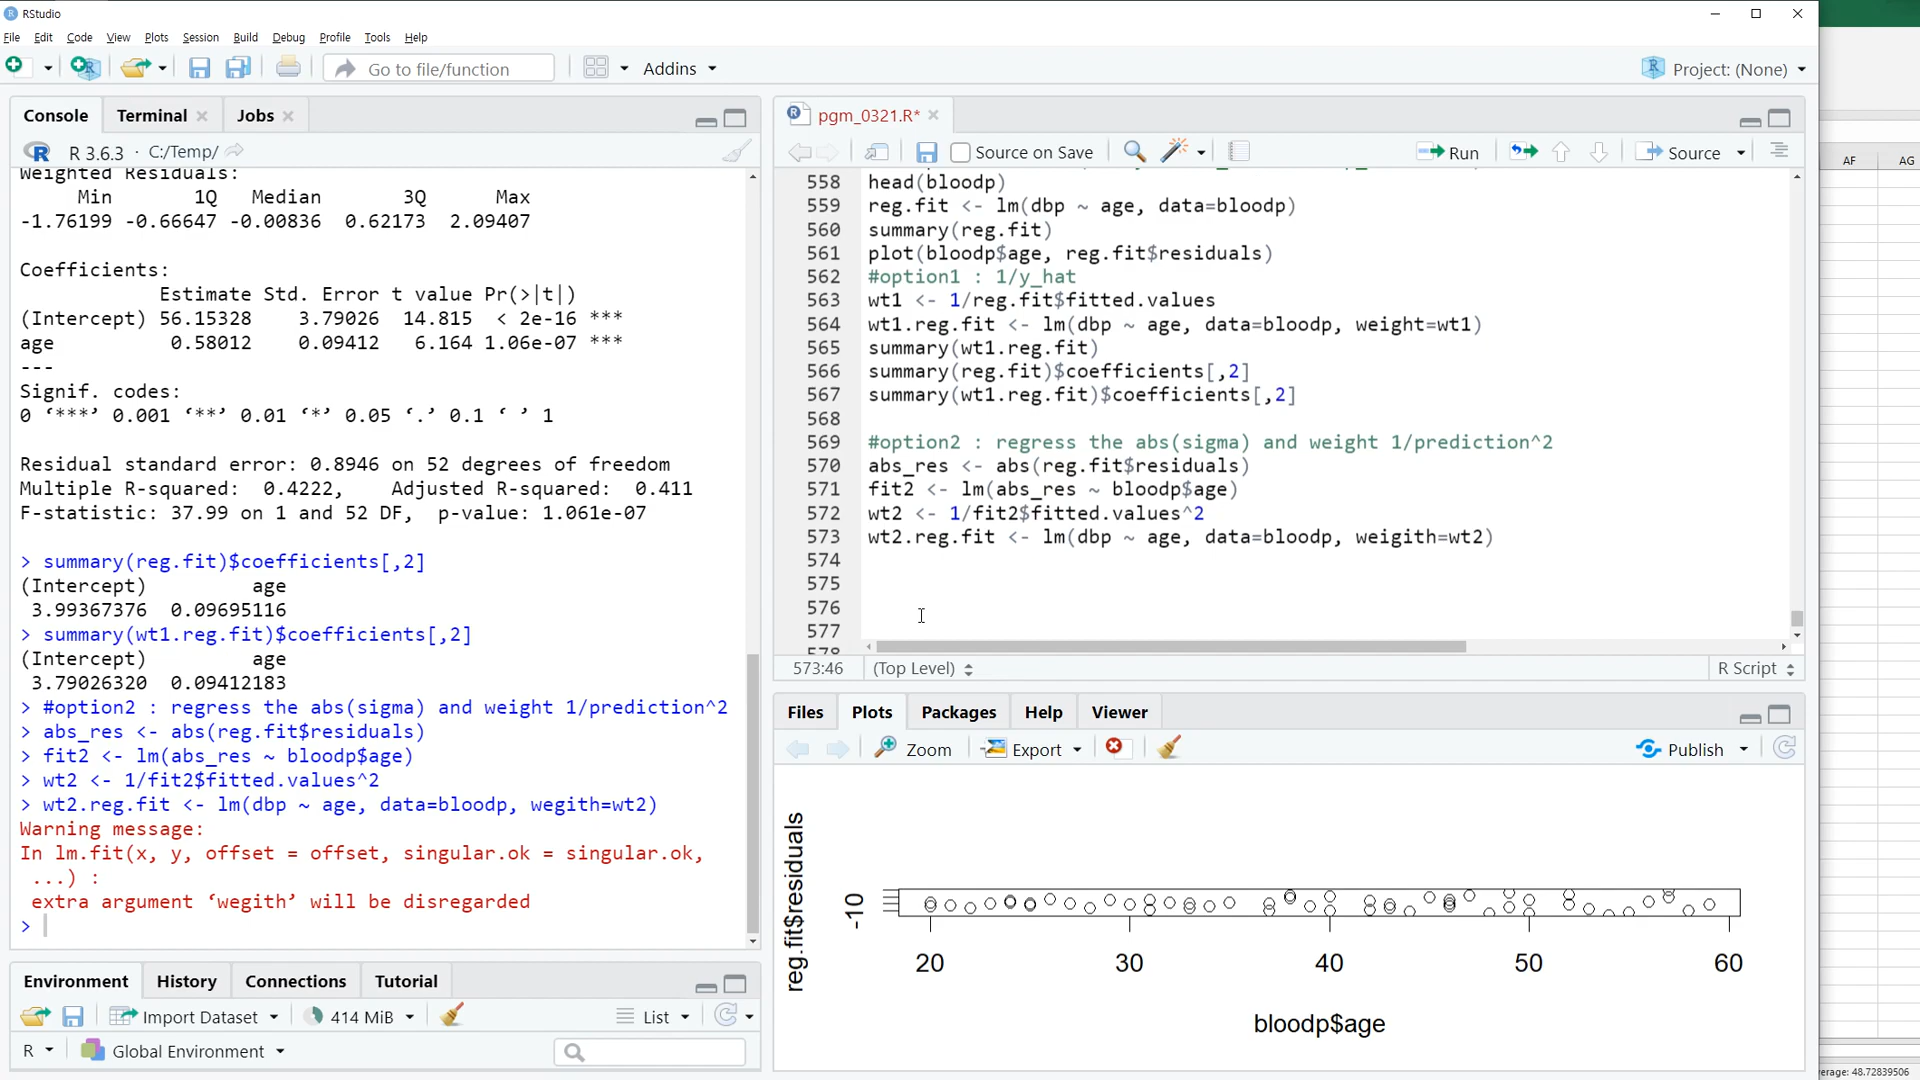 RStudio
File Edit Code View Plots Session Build Debug Profile Tools Help
Go to file/function Addins Project: (None)
Console Terminal Jobs
R 3.6.3 · C:/Temp/
Weighted Residuals:
Min 1Q Median 3Q Max
-1.76199 -0.66647 -0.00836 0.62173 2.09407
Coefficients:
Estimate Std. Error t value Pr(>|t|)
(Intercept) 56.15328 3.79026 14.815 < 2e-16 ***
age 0.58012 0.09412 6.164 1.06e-07 ***
---
Signif. codes:
0 ‘***’ 0.001 ‘**’ 0.01 ‘*’ 0.05 ‘.’ 0.1 ‘ ’ 1
Residual standard error: 0.8946 on 52 degrees of freedom
Multiple R-squared: 0.4222, Adjusted R-squared: 0.411
F-statistic: 37.99 on 1 and 52 DF, p-value: 1.061e-07
> summary(reg.fit)$coefficients[,2]
(Intercept) age
3.99367376 0.09695116
> summary(wt1.reg.fit)$coefficients[,2]
(Intercept) age
3.79026320 0.09412183
> #option2 : regress the abs(sigma) and weight 1/prediction^2
> abs_res <- abs(reg.fit$residuals)
> fit2 <- lm(abs_res ~ bloodp$age)
> wt2 <- 1/fit2$fitted.values^2
> wt2.reg.fit <- lm(dbp ~ age, data=bloodp, wegith=wt2)
Warning message:
In lm.fit(x, y, offset = offset, singular.ok = singular.ok,
...) :
extra argument ‘wegith’ will be disregarded
>
Environment History Connections Tutorial
Import Dataset 414 MiB List
R Global Environment
pgm_0321.R*
Source on Save Run Source
558 head(bloodp)
559 reg.fit <- lm(dbp ~ age, data=bloodp)
560 summary(reg.fit)
561 plot(bloodp$age, reg.fit$residuals)
562 #option1 : 1/y_hat
563 wt1 <- 1/reg.fit$fitted.values
564 wt1.reg.fit <- lm(dbp ~ age, data=bloodp, weight=wt1)
565 summary(wt1.reg.fit)
566 summary(reg.fit)$coefficients[,2]
567 summary(wt1.reg.fit)$coefficients[,2]
568
569 #option2 : regress the abs(sigma) and weight 1/prediction^2
570 abs_res <- abs(reg.fit$residuals)
571 fit2 <- lm(abs_res ~ bloodp$age)
572 wt2 <- 1/fit2$fitted.values^2
573 wt2.reg.fit <- lm(dbp ~ age, data=bloodp, weigith=wt2)
574
575
576
577
578
573:46 (Top Level) R Script
Files Plots Packages Help Viewer
Zoom Export Publish
reg.fit$residuals
-10
20 30 40 50 60
bloodp$age
AF AG
verage: 48.72839506